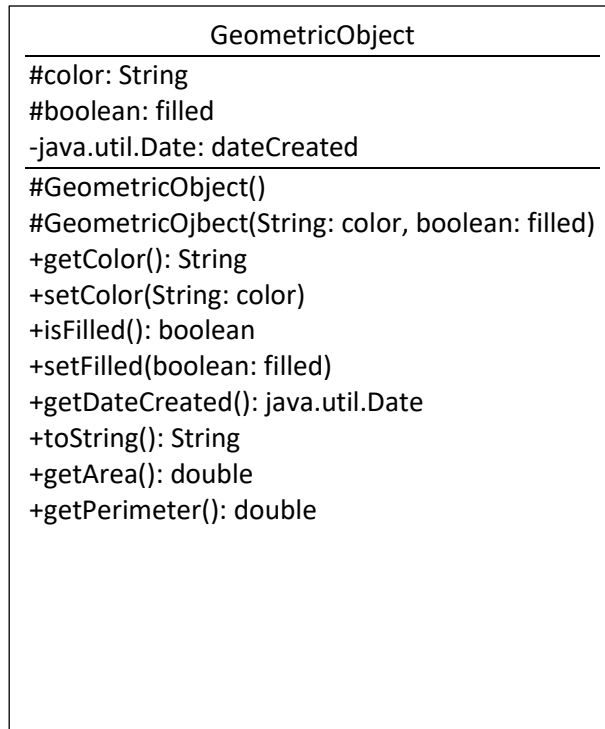 GeometricObject
#color: String
#boolean: filled
-java.util.Date: dateCreated
#GeometricObject()
#GeometricOjbect(String: color, boolean: filled)
+getColor(): String
+setColor(String: color)
+isFilled(): boolean
+setFilled(boolean: filled)
+getDateCreated(): java.util.Date
+toString(): String
+getArea(): double
+getPerimeter(): double